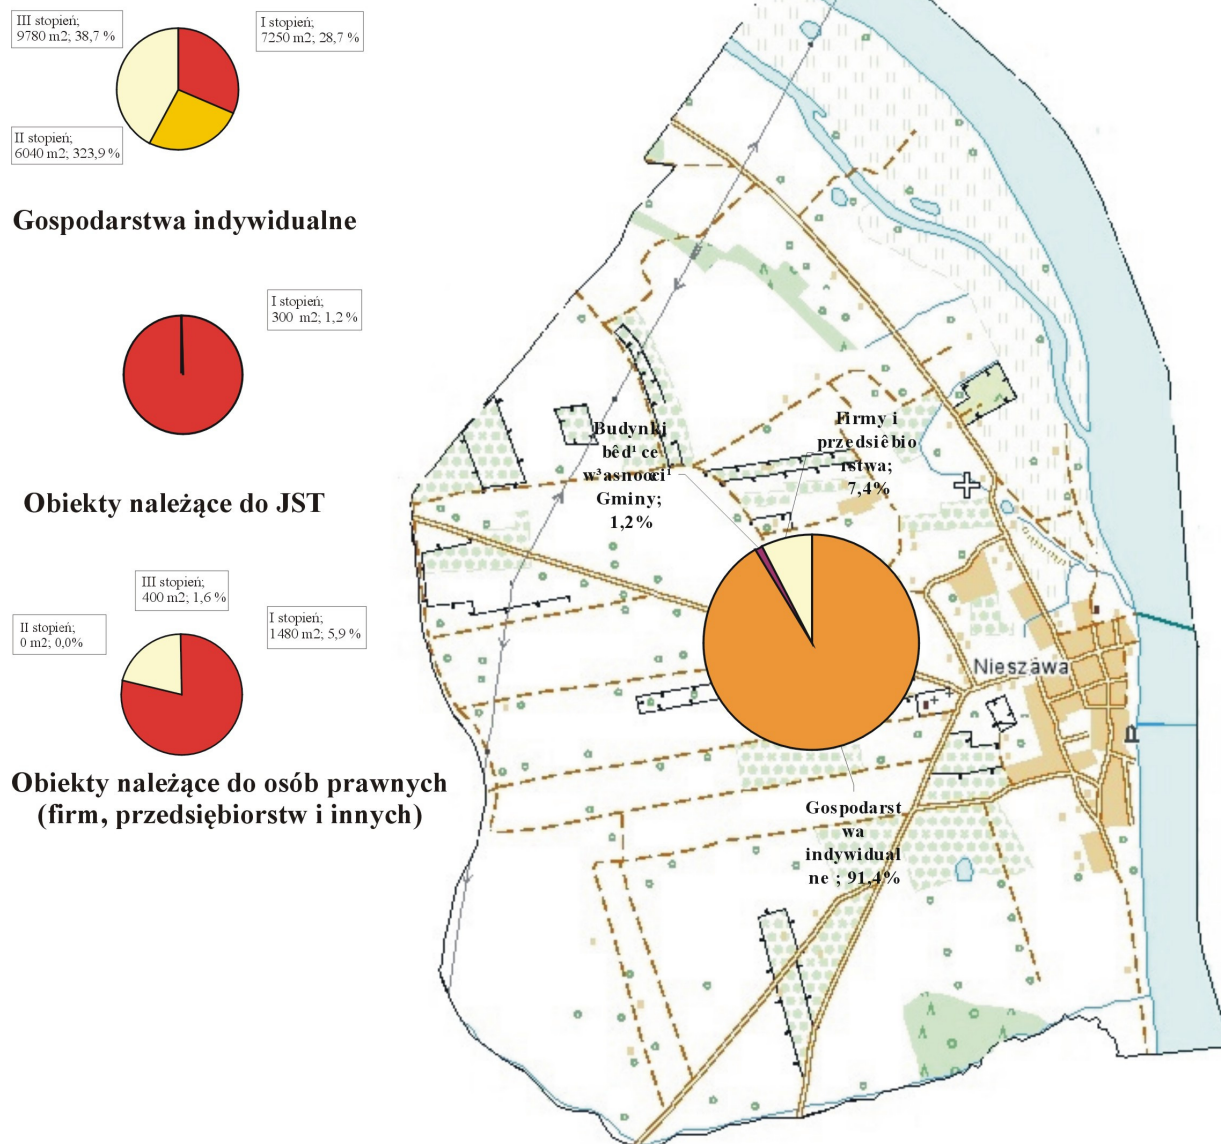 III stopień;
9780 m2; 38,7 %
I stopień;
7250 m2; 28,7 %
II stopień;
6040 m2; 323,9 %
Gospodarstwa indywidualne
I stopień;
300 m2; 1,2 %
Obiekty należące do JST
III stopień;
400 m2; 1,6 %
II stopień;
0 m2; 0,0%
I stopień;
1480 m2; 5,9 %
Obiekty należące do osób prawnych
(firm, przedsiębiorstw i innych)
Budynki
bêd¹ ce
Gminy;
1,2%
Firmy i
przedsiêbio
rstwa;
7,4%
Nieszawa
P
Gospodarst
wa
indywidual
ne ; 91,4%